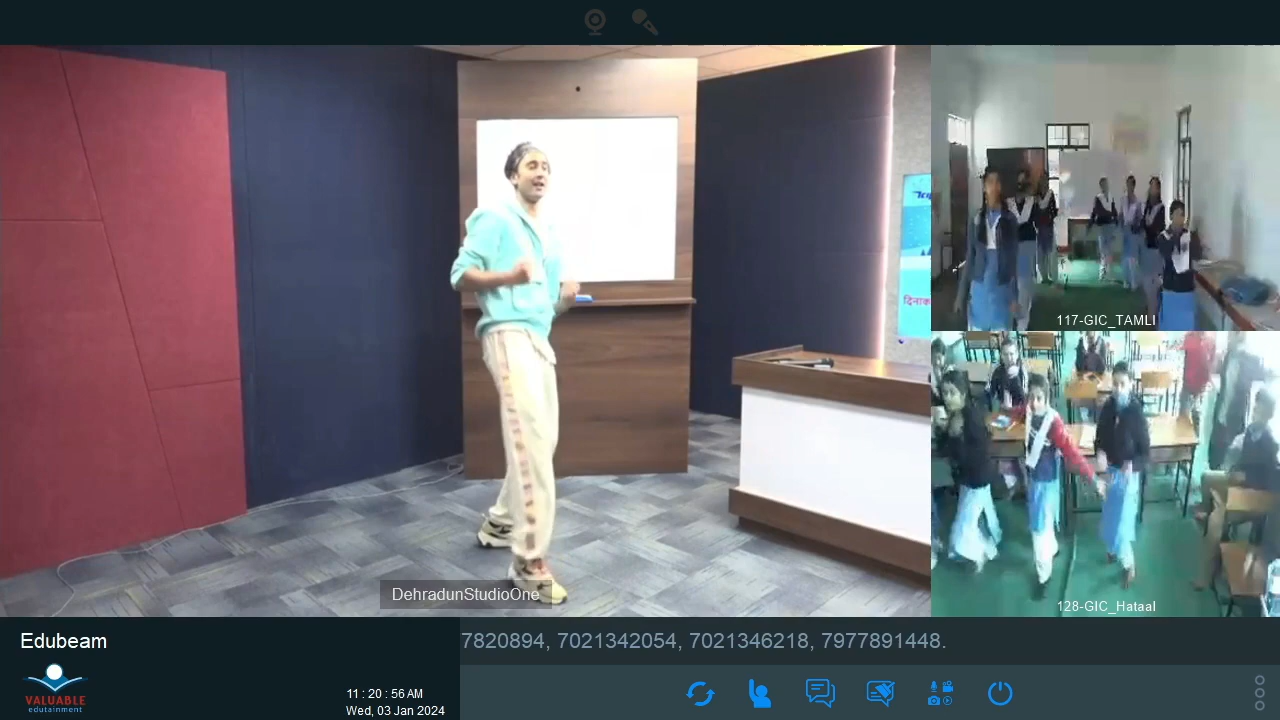 दिनाक
117-GIC_TAMLI
DehradunStudioOne
128-GIC_Hataal
Edubeam
7820894, 7021342054, 7021346218, 7977891448.
VALUABLE
edutainment
11 : 20 : 56 AM
Wed, 03 Jan 2024